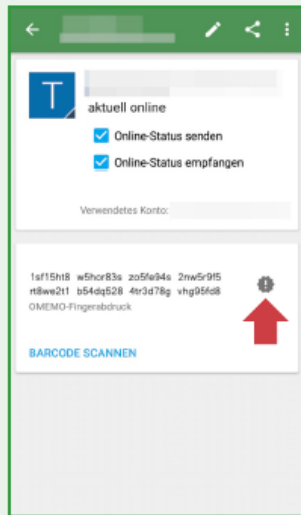 T
aktuell online
Online-Status senden
Online-Status empfangen
Verwendetes Konto:
1sf15ht8 w5hor83s zo5fe94s 2nw5r9f5
rt8we2t1 b54dq528 4tr3d78g vhg95fd8
OMEMO-Fingerabdruck
BARCODE SCANNEN